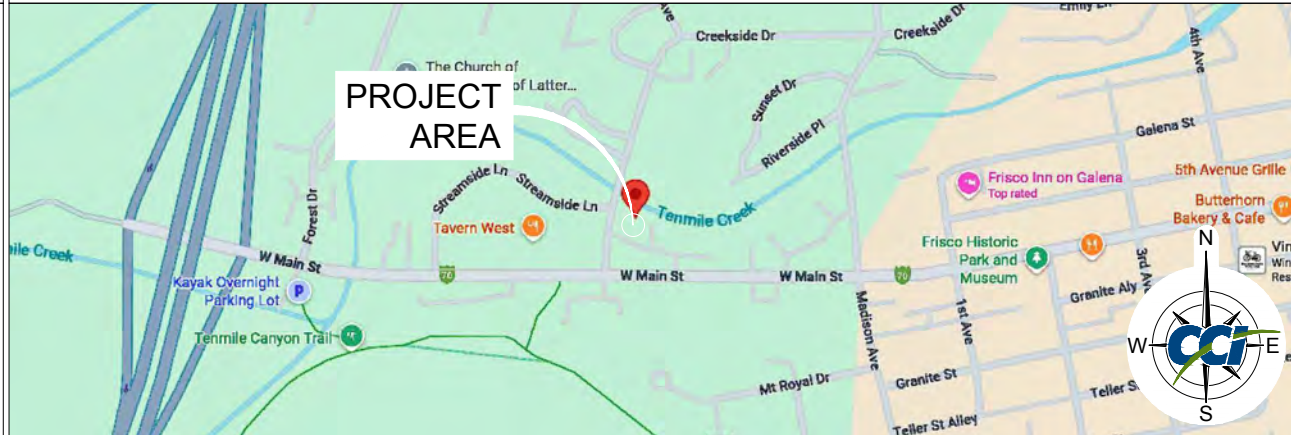 Creekside Dr
Creekside Dr
4th Ave
Ave
The Church of
of Latter...
PROJECT
AREA
Sunset Dr
Riverside Pl
Galena St
Streamside Ln
Streamside Ln
Frisco Inn on Galena
Top rated
5th Avenue Grille
Butterhorn
Bakery & Cafe
Tenmile Creek
Tavern West
Forest Dr
Frisco Historic
Park and
Museum
N
W Main St
70
W Main St
W Main St
70
3rd Ave
Kayak Overnight
Parking Lot
P
Madison Ave
1st Ave
Granite Aly
Tenmile Canyon Trail
W
CCI
E
Mt Royal Dr
Granite St
Teller St
Teller St Alley
S